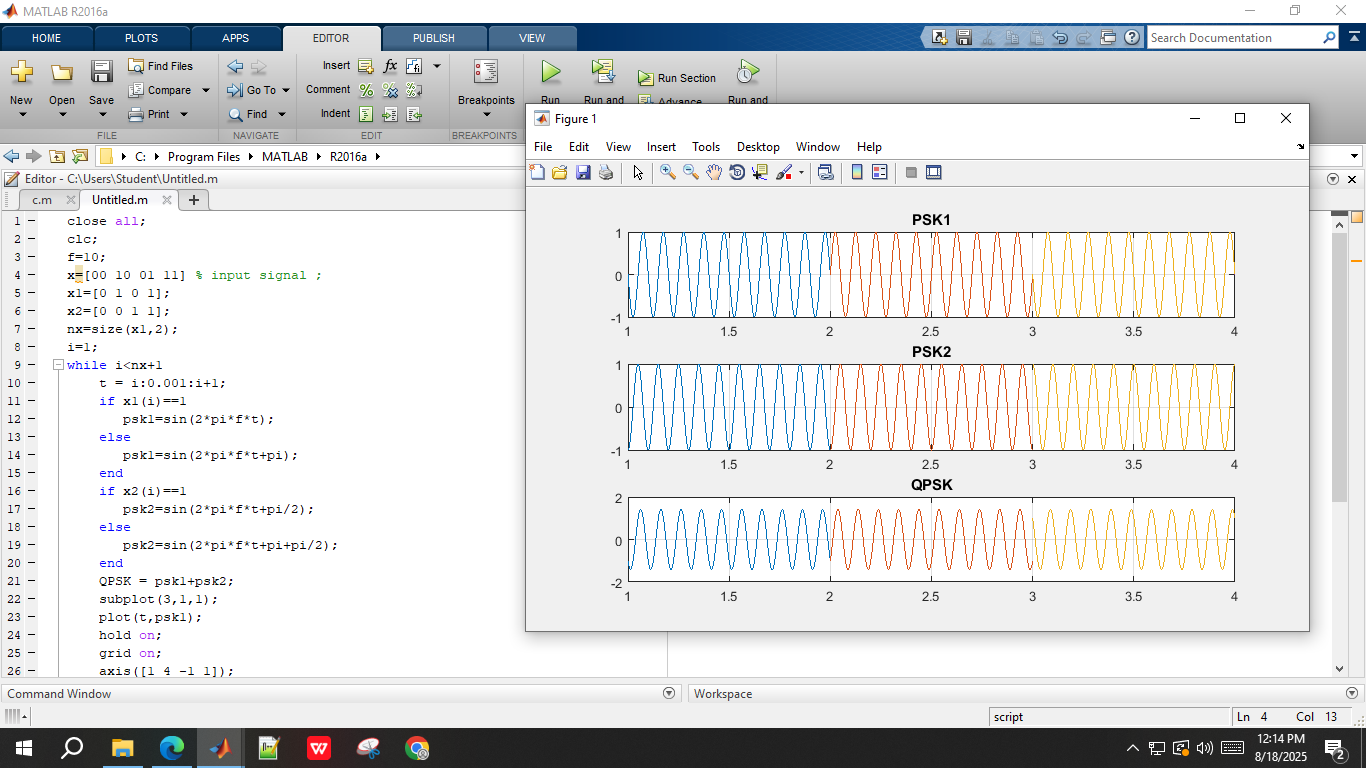 MATLAB R2016a
HOME PLOTS APPS EDITOR PUBLISH VIEW
Search Documentation
New Open Save Find Files Compare Print
Go To Find
Insert fx
Comment
Indent
Breakpoints
Run Run and Advance Run Section Run and
FILE NAVIGATE EDIT BREAKPOINTS
C: Program Files MATLAB R2016a
Editor - C:\Users\Student\Untitled.m
c.m Untitled.m
1 close all;
2 clc;
3 f=10;
4 x=[00 10 01 11] % input signal ;
5 x1=[0 1 0 1];
6 x2=[0 0 1 1];
7 nx=size(x1,2);
8 i=1;
9 while i<nx+1
10 t = i:0.001:i+1;
11 if x1(i)==1
12 psk1=sin(2*pi*f*t);
13 else
14 psk1=sin(2*pi*f*t+pi);
15 end
16 if x2(i)==1
17 psk2=sin(2*pi*f*t+pi/2);
18 else
19 psk2=sin(2*pi*f*t+pi+pi/2);
20 end
21 QPSK = psk1+psk2;
22 subplot(3,1,1);
23 plot(t,psk1);
24 hold on;
25 grid on;
26 axis([1 4 -1 1]);
Figure 1
File Edit View Insert Tools Desktop Window Help
PSK1
1
0
-1
1 1.5 2 2.5 3 3.5 4
PSK2
1
0
-1
1 1.5 2 2.5 3 3.5 4
QPSK
2
0
-2
1 1.5 2 2.5 3 3.5 4
Command Window
Workspace
script Ln 4 Col 13
12:14 PM
8/18/2025
2